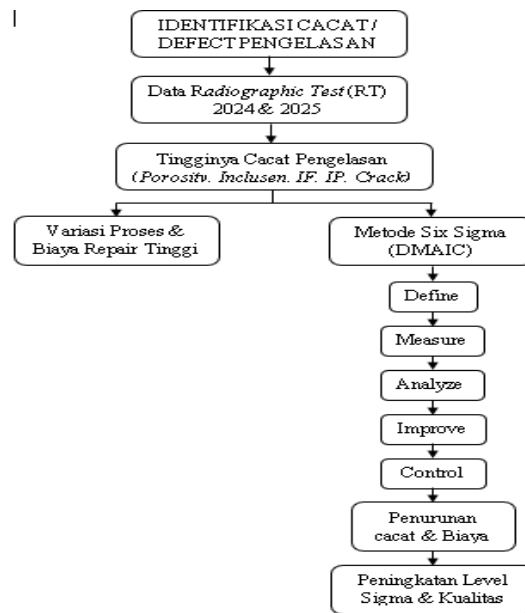 IDENTIFIKASI CACAT /
DEFECT PENGELASAN
Data Radiographic Test (RT)
2024 & 2025
Tingginya Cacat Pengelasan
(Porosity. Inclusen. IF. IP. Crack)
Variasi Proses &
Biaya Repair Tinggi
Metode Six Sigma
(DMAIC)
Define
Measure
Analyze
Improve
Control
Penurunan
cacat & Biaya
Peningkatan Level
Sigma & Kualitas